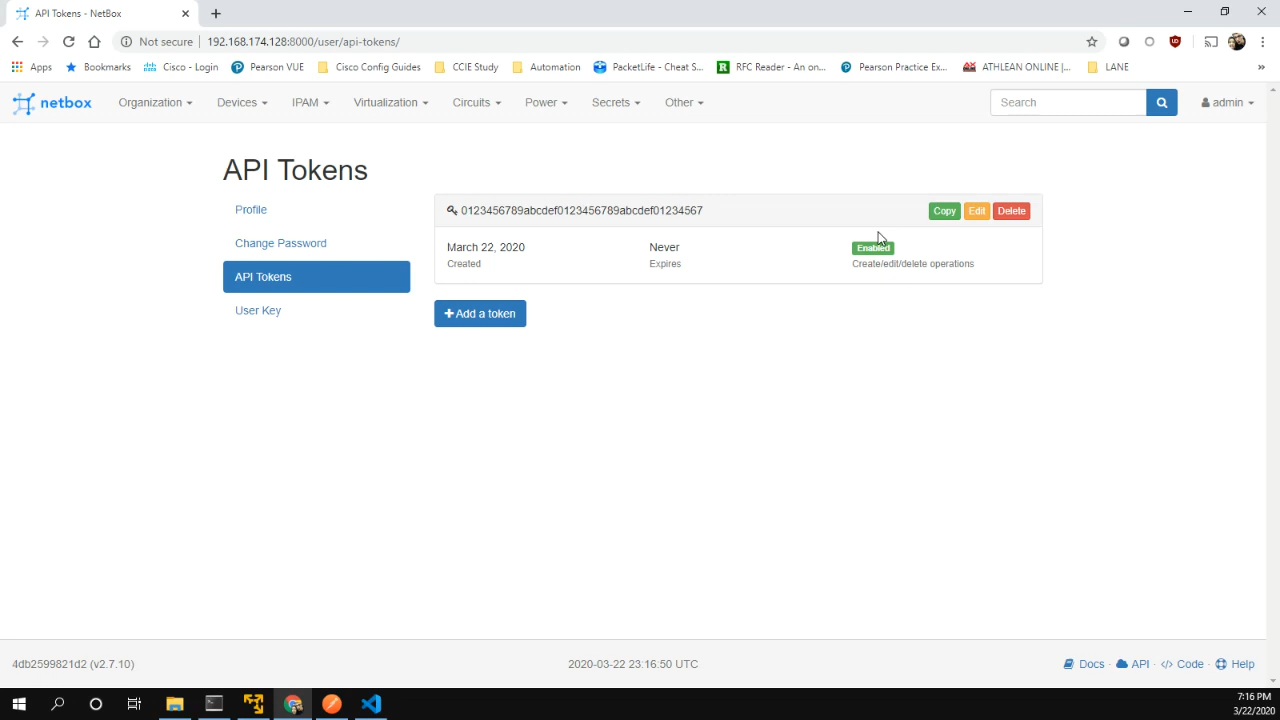 API Tokens - NetBox
Not secure 192.168.174.128:8000/user/api-tokens/
Apps Bookmarks Cisco - Login Pearson VUE Cisco Config Guides CCIE Study Automation PacketLife - Cheat S... RFC Reader - An on... Pearson Practice Ex... ATHLEAN ONLINE |... LANE »
netbox Organization Devices IPAM Virtualization Circuits Power Secrets Other Search admin
API Tokens
Profile
Change Password
API Tokens
User Key
0123456789abcdef0123456789abcdef01234567 Copy Edit Delete
March 22, 2020 Never Enabled
Created Expires Create/edit/delete operations
+ Add a token
4db2599821d2 (v2.7.10) 2020-03-22 23:16:50 UTC Docs · API · </> Code · Help
7:16 PM
3/22/2020